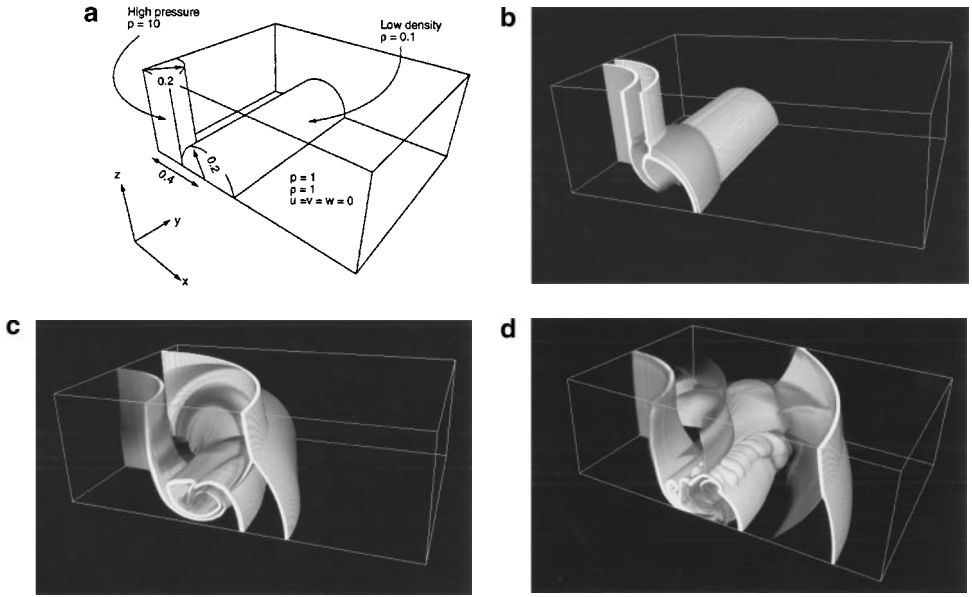 a
High pressure
p = 10
Low density
ρ = 0.1
0.2
0.2
0.4
p = 1
ρ = 1
u =v = w = 0
z
y
x
b
c
d